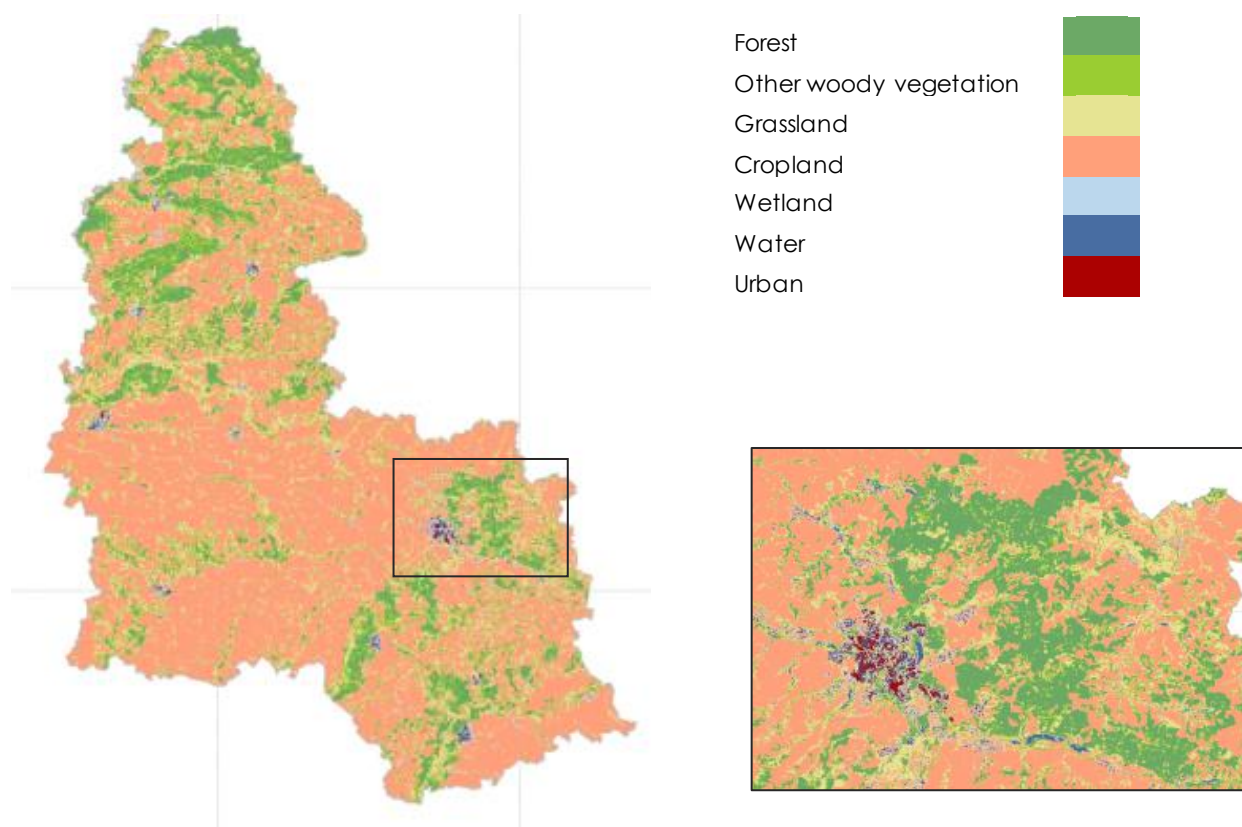 Forest
Other woody vegetation
Grassland
Cropland
Wetland
Water
Urban